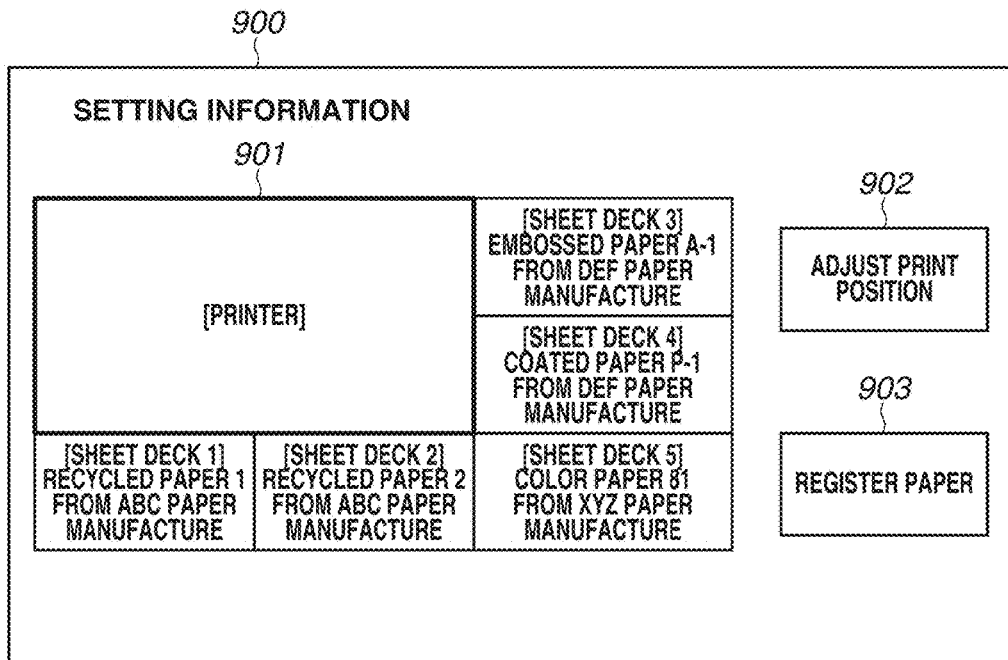 900
SETTING INFORMATION
901
[PRINTER]
[SHEET DECK 3]
EMBOSSED PAPER A-1
FROM DEF PAPER
MANUFACTURE
[SHEET DECK 4]
COATED PAPER P-1
FROM DEF PAPER
MANUFACTURE
[SHEET DECK 1]
RECYCLED PAPER 1
FROM ABC PAPER
MANUFACTURE
[SHEET DECK 2]
RECYCLED PAPER 2
FROM ABC PAPER
MANUFACTURE
[SHEET DECK 5]
COLOR PAPER 81
FROM XYZ PAPER
MANUFACTURE
902
ADJUST PRINT
POSITION
903
REGISTER PAPER